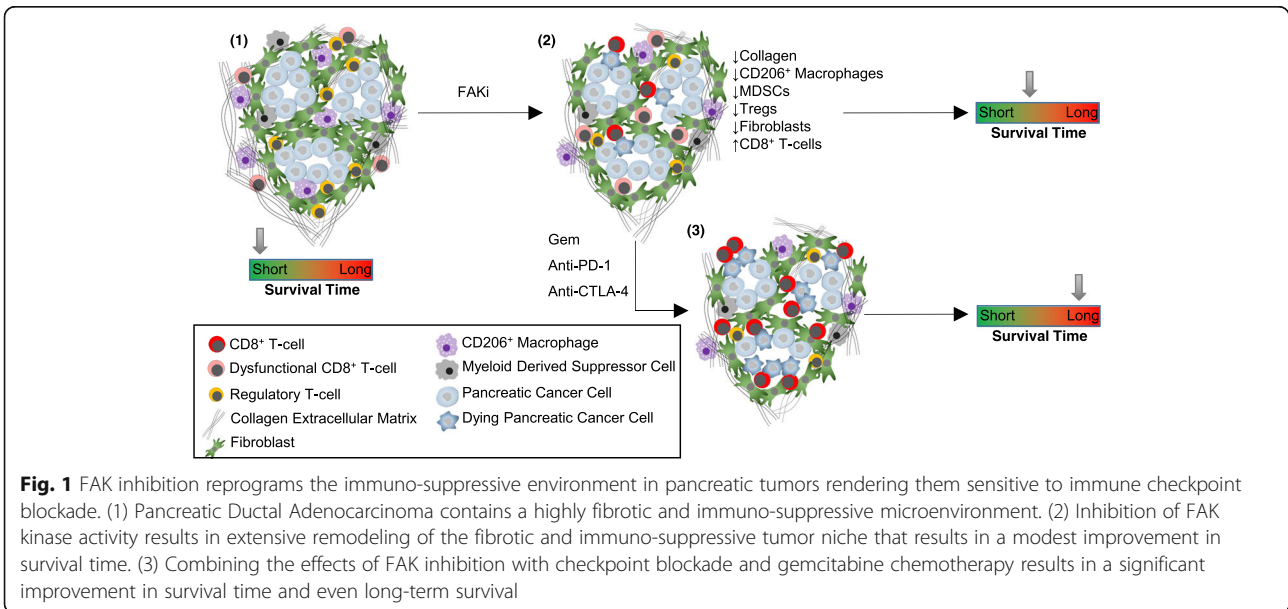 (1)
Short Long
Survival Time
FAKi
(2)
↓Collagen
↓CD206⁺ Macrophages
↓MDSCs
↓Tregs
↓Fibroblasts
↑CD8⁺ T-cells
Short Long
Survival Time
Gem
Anti-PD-1
Anti-CTLA-4
(3)
Short Long
Survival Time
CD8⁺ T-cell
Dysfunctional CD8⁺ T-cell
Regulatory T-cell
Collagen Extracellular Matrix
Fibroblast
CD206⁺ Macrophage
Myeloid Derived Suppressor Cell
Pancreatic Cancer Cell
Dying Pancreatic Cancer Cell
Fig. 1 FAK inhibition reprograms the immuno-suppressive environment in pancreatic tumors rendering them sensitive to immune checkpoint
blockade. (1) Pancreatic Ductal Adenocarcinoma contains a highly fibrotic and immuno-suppressive microenvironment. (2) Inhibition of FAK
kinase activity results in extensive remodeling of the fibrotic and immuno-suppressive tumor niche that results in a modest improvement in
survival time. (3) Combining the effects of FAK inhibition with checkpoint blockade and gemcitabine chemotherapy results in a significant
improvement in survival time and even long-term survival